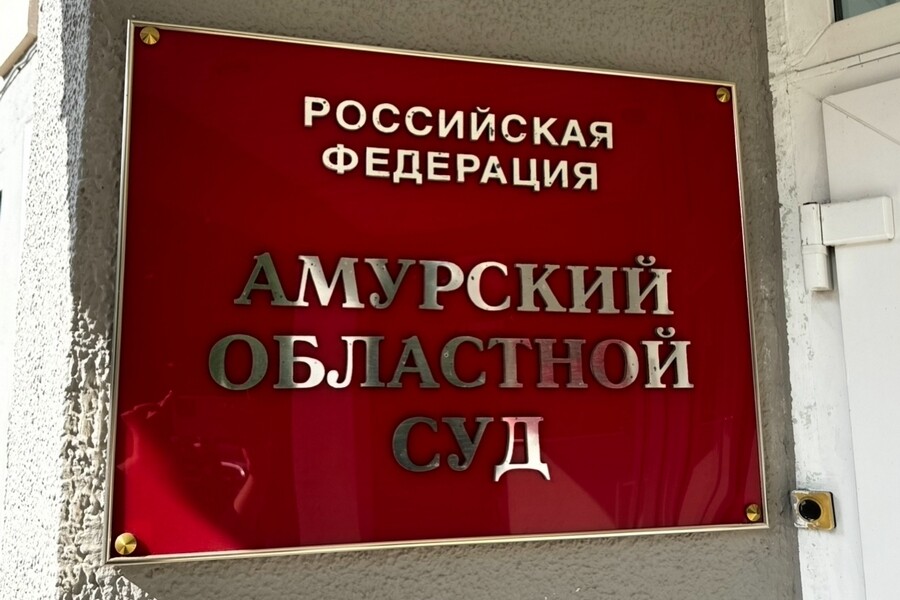 РОССИЙСКАЯ
ФЕДЕРАЦИЯ
АМУРСКИЙ
ОБЛАСТНОЙ
СУД